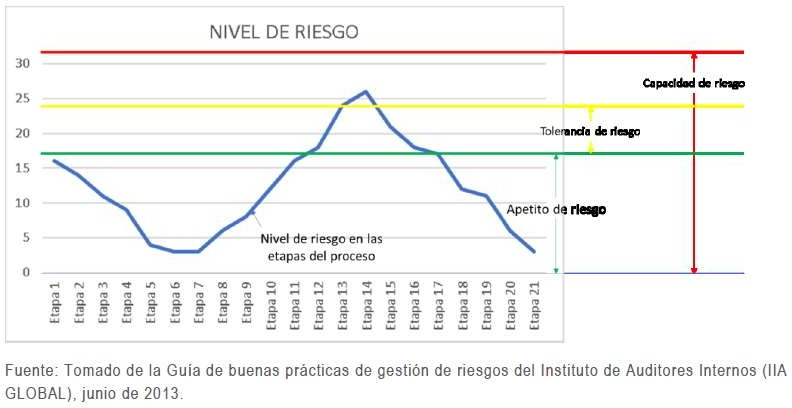 NIVEL DE RIESGO
30
25
20
15
10
5
0
Capacidad de riesgo
Tolerancia de riesgo
Apetito de riesgo
Nivel de riesgo en las
etapas del proceso
Etapa 1
Etapa 2
Etapa 3
Etapa 4
Etapa 5
Etapa 6
Etapa 7
Etapa 8
Etapa 9
Etapa 10
Etapa 11
Etapa 12
Etapa 13
Etapa 14
Etapa 15
Etapa 16
Etapa 17
Etapa 18
Etapa 19
Etapa 20
Etapa 21
Fuente: Tomado de la Guía de buenas prácticas de gestión de riesgos del Instituto de Auditores Internos (IIA
GLOBAL), junio de 2013.